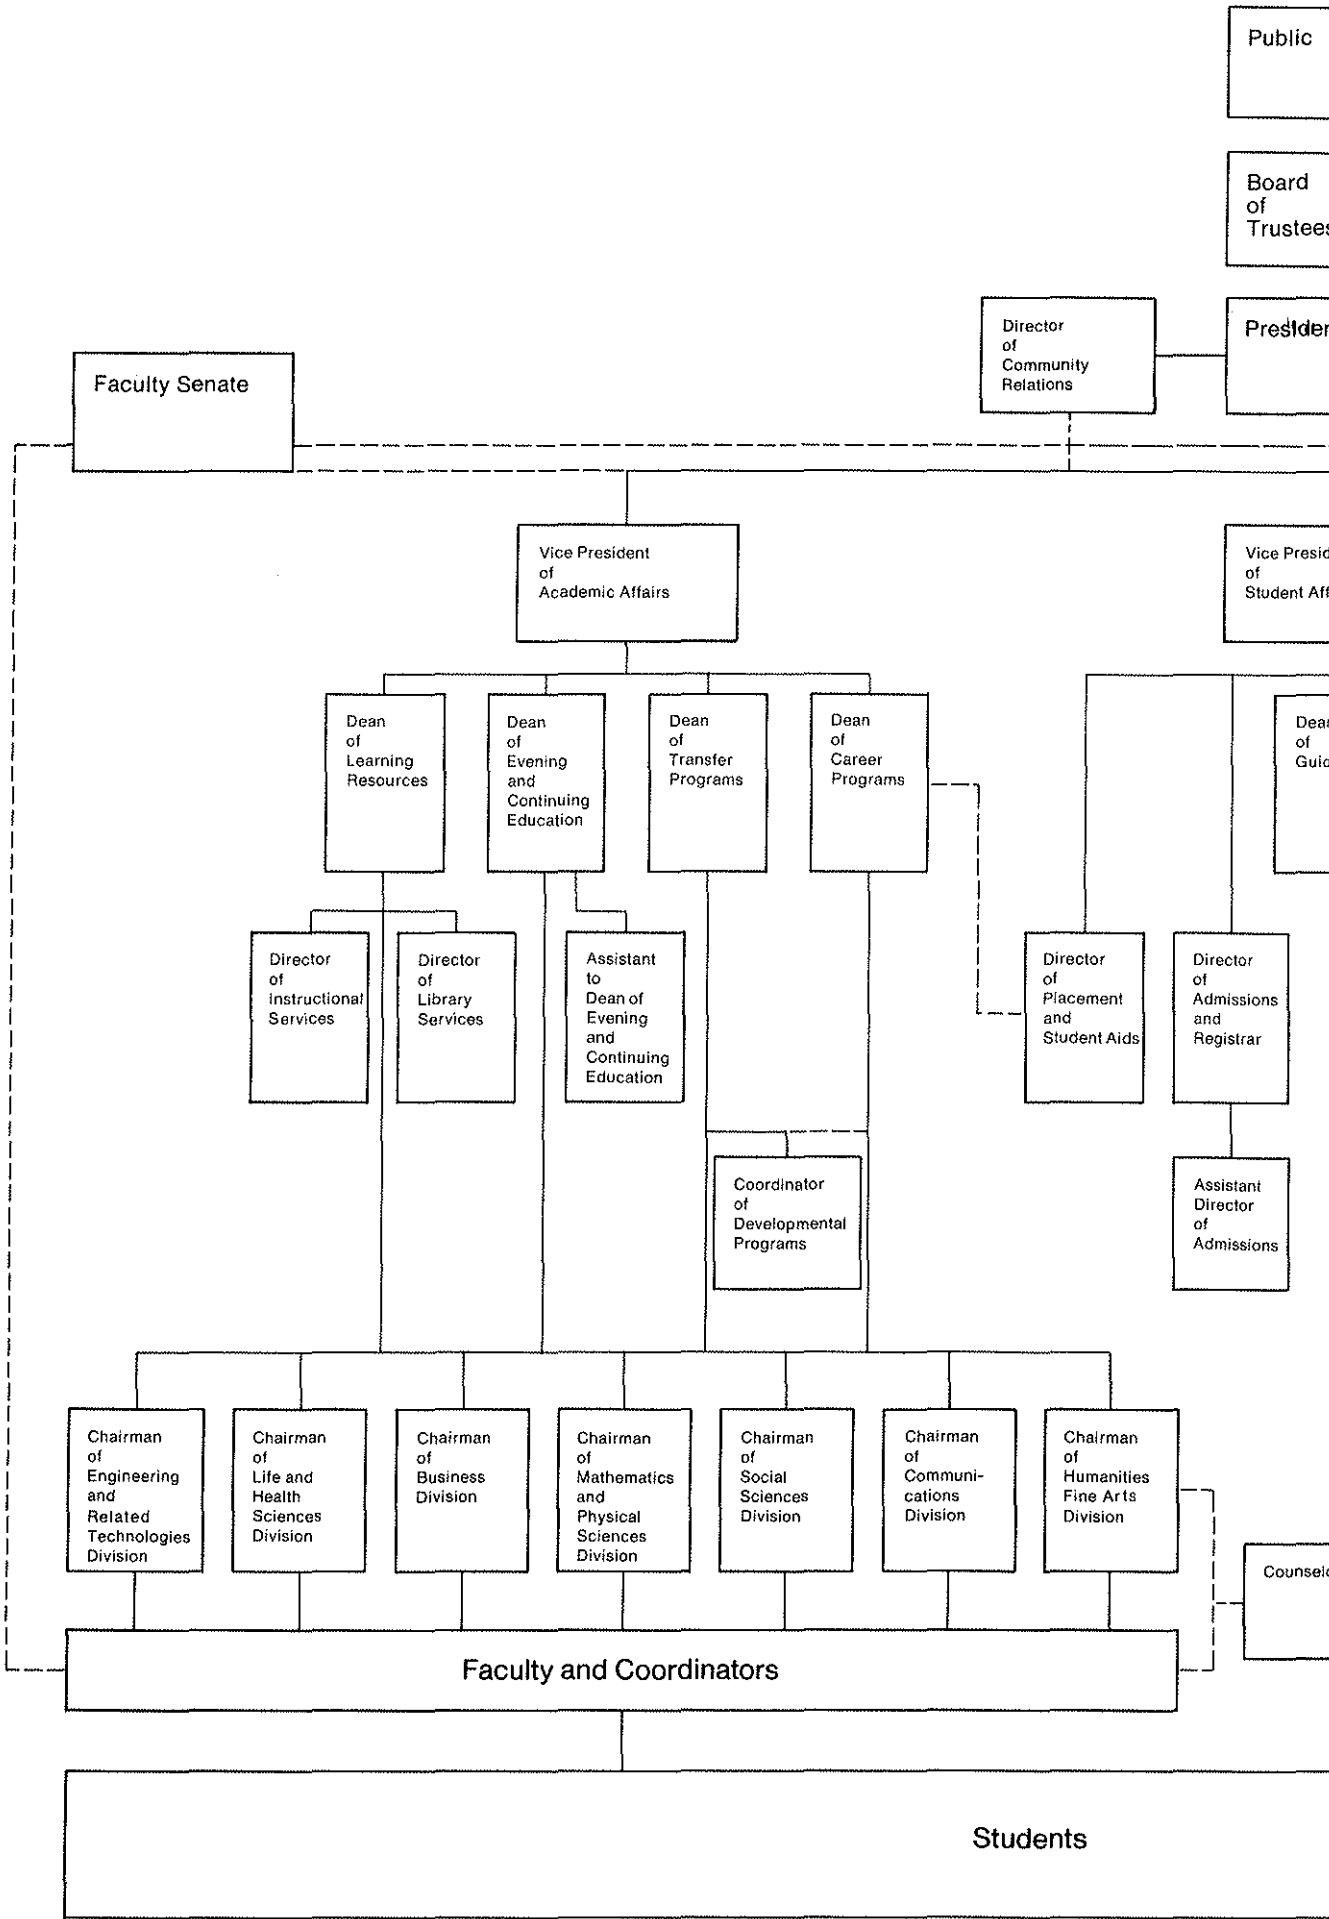 Public
Board
of
Trustees
Director
of
Community
Relations
Faculty Senate
Vice President
of
Academic Affairs
of
Dean
of
Learning
Resources
Dean
of
Evening
and
Continuing
Education
Dean
of
Transfer
Programs
Dean
of
Career
Programs
of
Director
of
Instructional
Services
Director
of
Library
Services
Assistant
to
Dean of
Evening
and
Continuing
Education
Director
of
Placement
and
Student Aids
Director
of
Admissions
and
Registrar
Coordinator
of
Developmental
Programs
Assistant
Director
of
Admissions
Chairman
of
Engineering
and
Related
Technologies
Division
Chairman
of
Life and
Health
Sciences
Division
Chairman
of
Business
Division
Chairman
of
Mathematics
and
Physical
Sciences
Division
Chairman
of
Social
Sciences
Division
Chairman
of
Communi-
cations
Division
Chairman
of
Humanities
Fine Arts
Division
Faculty and Coordinators
Students